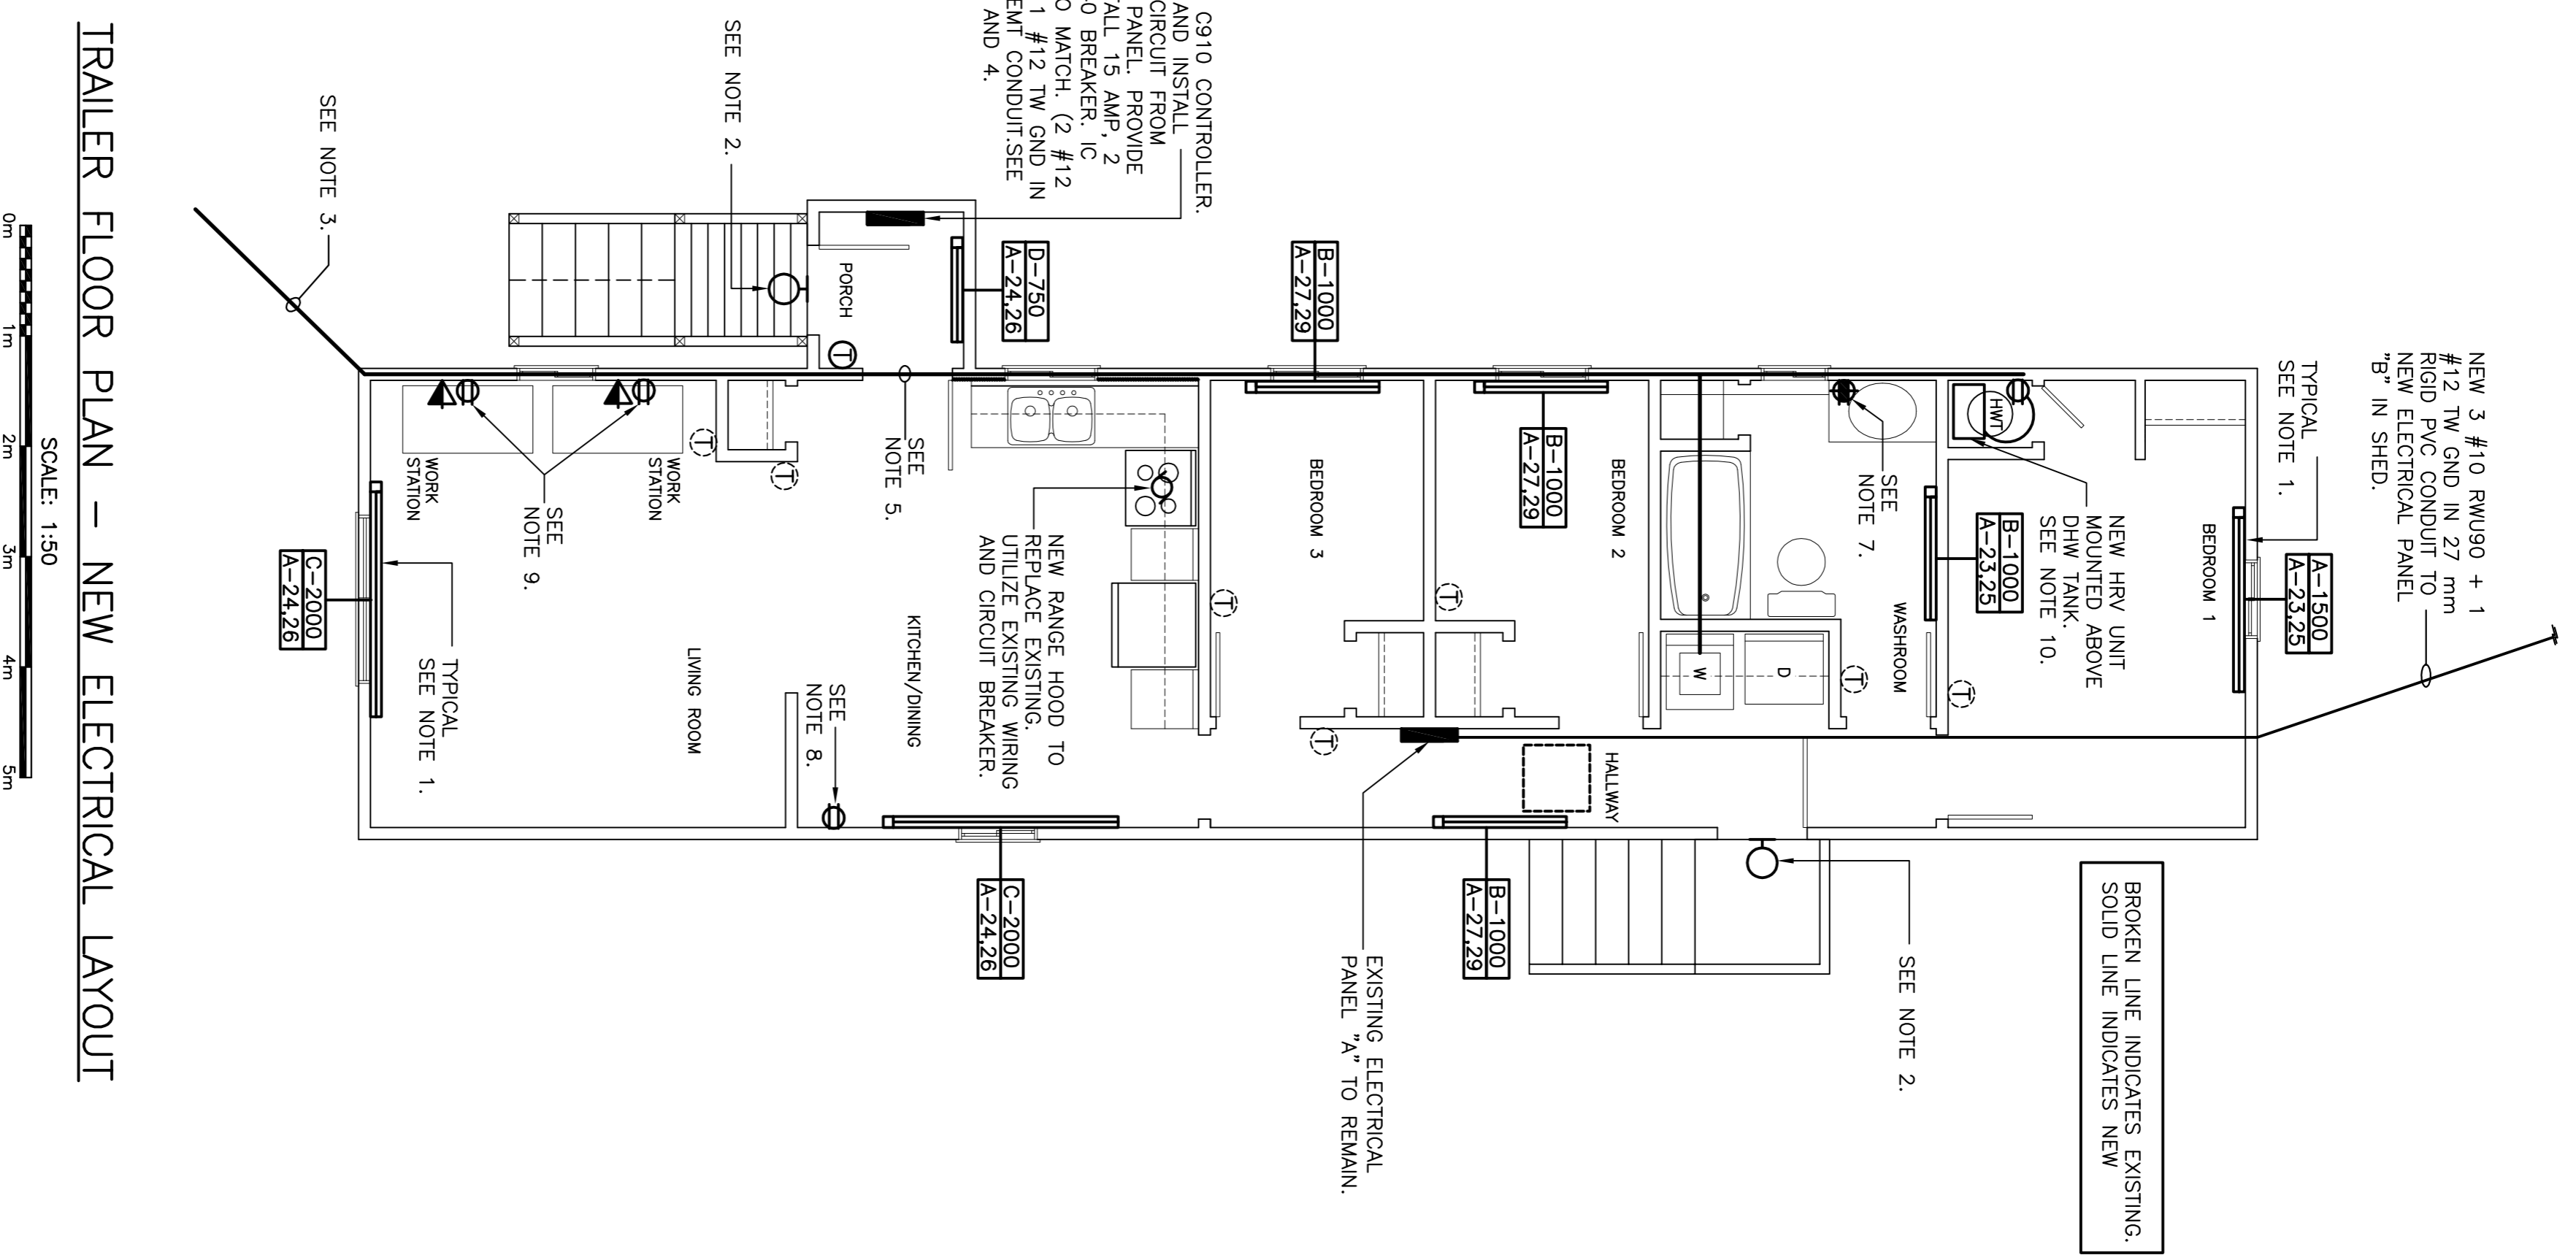 TRAILER FLOOR PLAN – NEW ELECTRICAL LAYOUT
SCALE: 1:50
0m 1m 2m 3m 4m 5m
SEE NOTE 3.
SEE NOTE 2.
C910 CONTROLLER.
AND INSTALL
CIRCUIT FROM
PANEL. PROVIDE
15 AMP, 2
BREAKER. IC
MATCH. (2 #12
1 #12 TW GND IN
EMT CONDUIT.SEE
AND 4.
PORCH
D-750
A-24,26
B-1000
A-27,29
NEW 3 #10 RWU90 + 1
#12 TW GND IN 27 mm
RIGID PVC CONDUIT TO
NEW ELECTRICAL PANEL
"B" IN SHED.
TYPICAL
SEE NOTE 1.
A-1500
A-23,25
BEDROOM 1
HWT
NEW HRV UNIT
MOUNTED ABOVE
DHW TANK.
SEE NOTE 10.
B-1000
A-23,25
SEE
NOTE 7.
WASHROOM
W
D
BEDROOM 2
B-1000
A-27,29
BEDROOM 3
NEW RANGE HOOD TO
REPLACE EXISTING.
UTILIZE EXISTING WIRING
AND CIRCUIT BREAKER.
SEE
NOTE 5.
KITCHEN/DINING
SEE
NOTE 8.
LIVING ROOM
WORK
STATION
SEE
NOTE 9.
WORK
STATION
TYPICAL
SEE NOTE 1.
C-2000
A-24,26
T
T
T
T
T
T
T
T
HALLWAY
C-2000
A-24,26
B-1000
A-27,29
EXISTING ELECTRICAL
PANEL "A" TO REMAIN.
SEE NOTE 2.
BROKEN LINE INDICATES EXISTING.
SOLID LINE INDICATES NEW